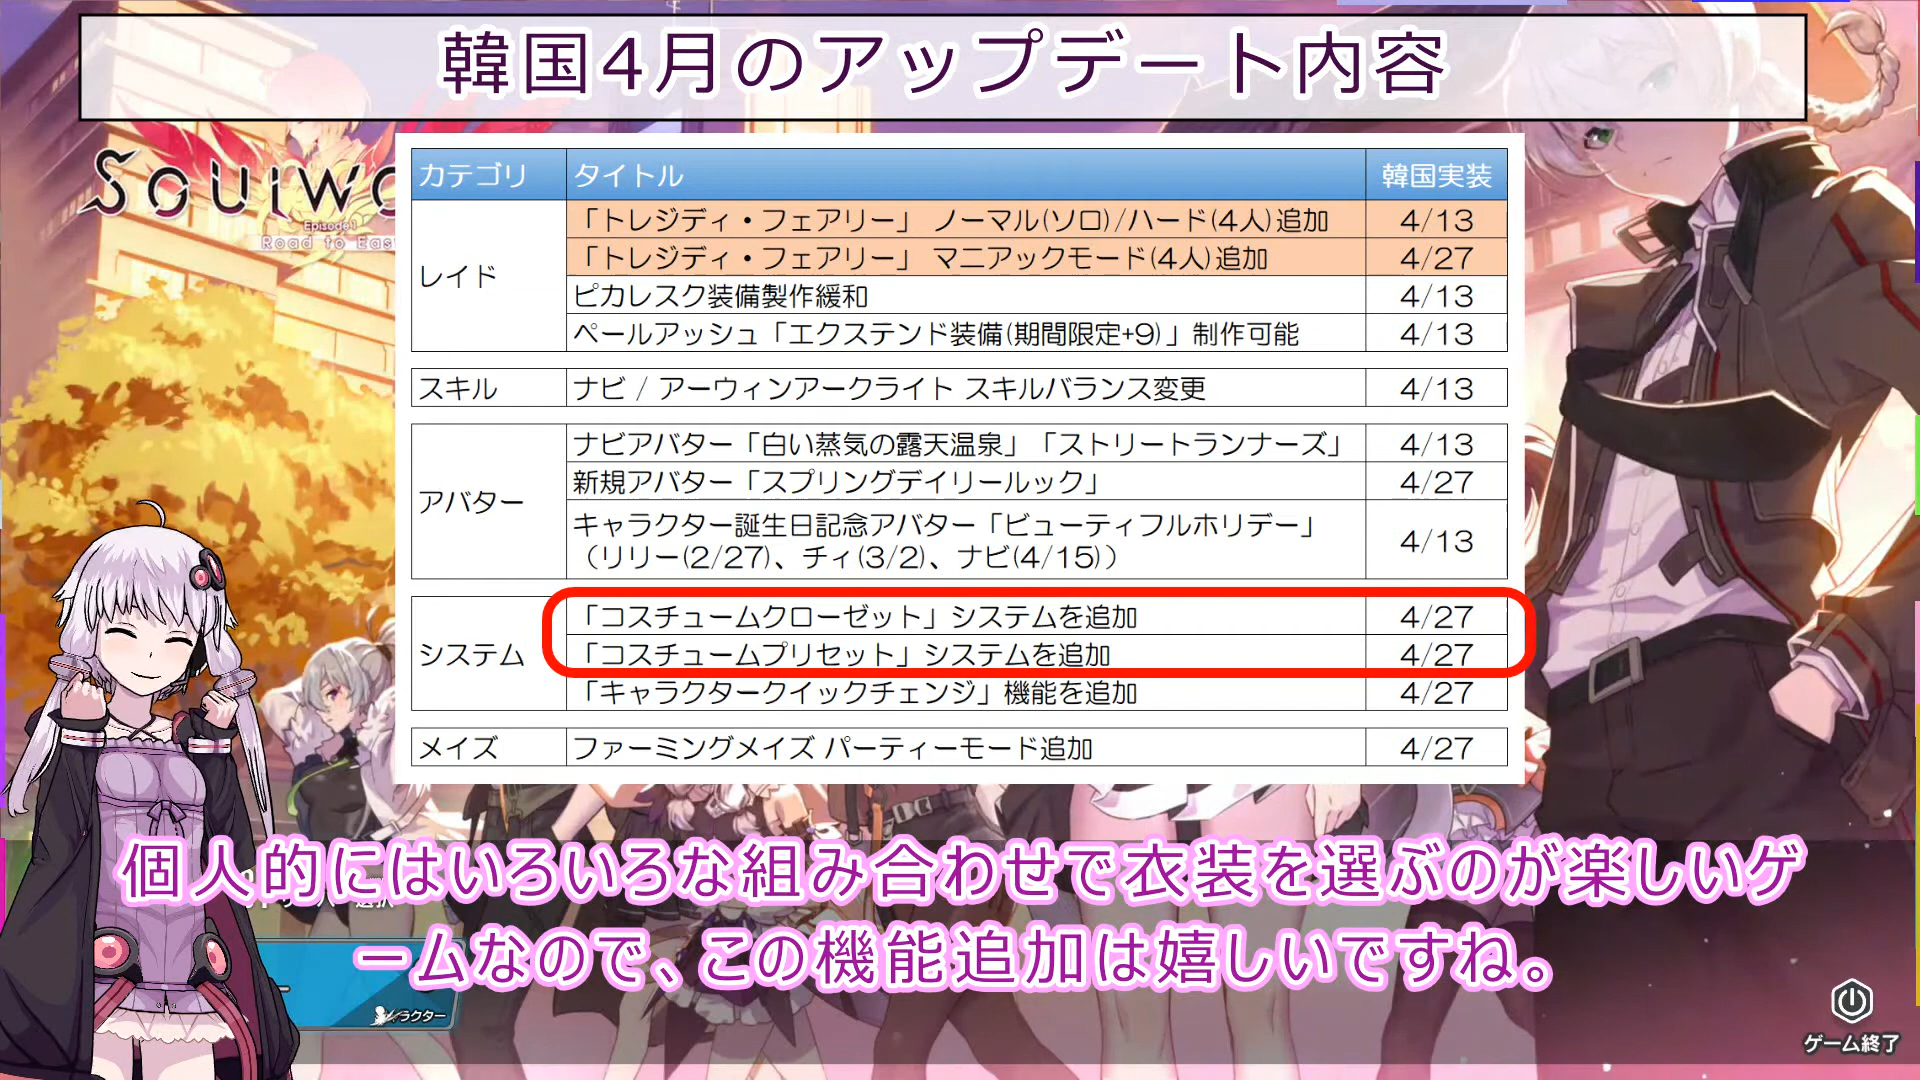 韓国4月のアップデート内容
Soulwo
Episode1
Road to Eas
カテゴリ タイトル 韓国実装
レイド
「トレジディ・フェアリー」 ノーマル(ソロ)/ハード(4人)追加 4/13
「トレジディ・フェアリー」 マニアックモード(4人)追加 4/27
ピカレスク装備製作緩和 4/13
ペールアッシュ「エクステンド装備(期間限定+9)」制作可能 4/13
スキル ナビ / アーウィンアークライト スキルバランス変更 4/13
アバター
ナビアバター「白い蒸気の露天温泉」「ストリートランナーズ」 4/13
新規アバター「スプリングデイリールック」 4/27
キャラクター誕生日記念アバター「ビューティフルホリデー」
（リリー(2/27)、チィ(3/2)、ナビ(4/15)） 4/13
システム
「コスチュームクローゼット」システムを追加 4/27
「コスチュームプリセット」システムを追加 4/27
「キャラクタークイックチェンジ」機能を追加 4/27
メイズ ファーミングメイズ パーティーモード追加 4/27
個人的にはいろいろな組み合わせで衣装を選ぶのが楽しいゲ
ームなので、この機能追加は嬉しいですね。
ラクター
ゲーム終了